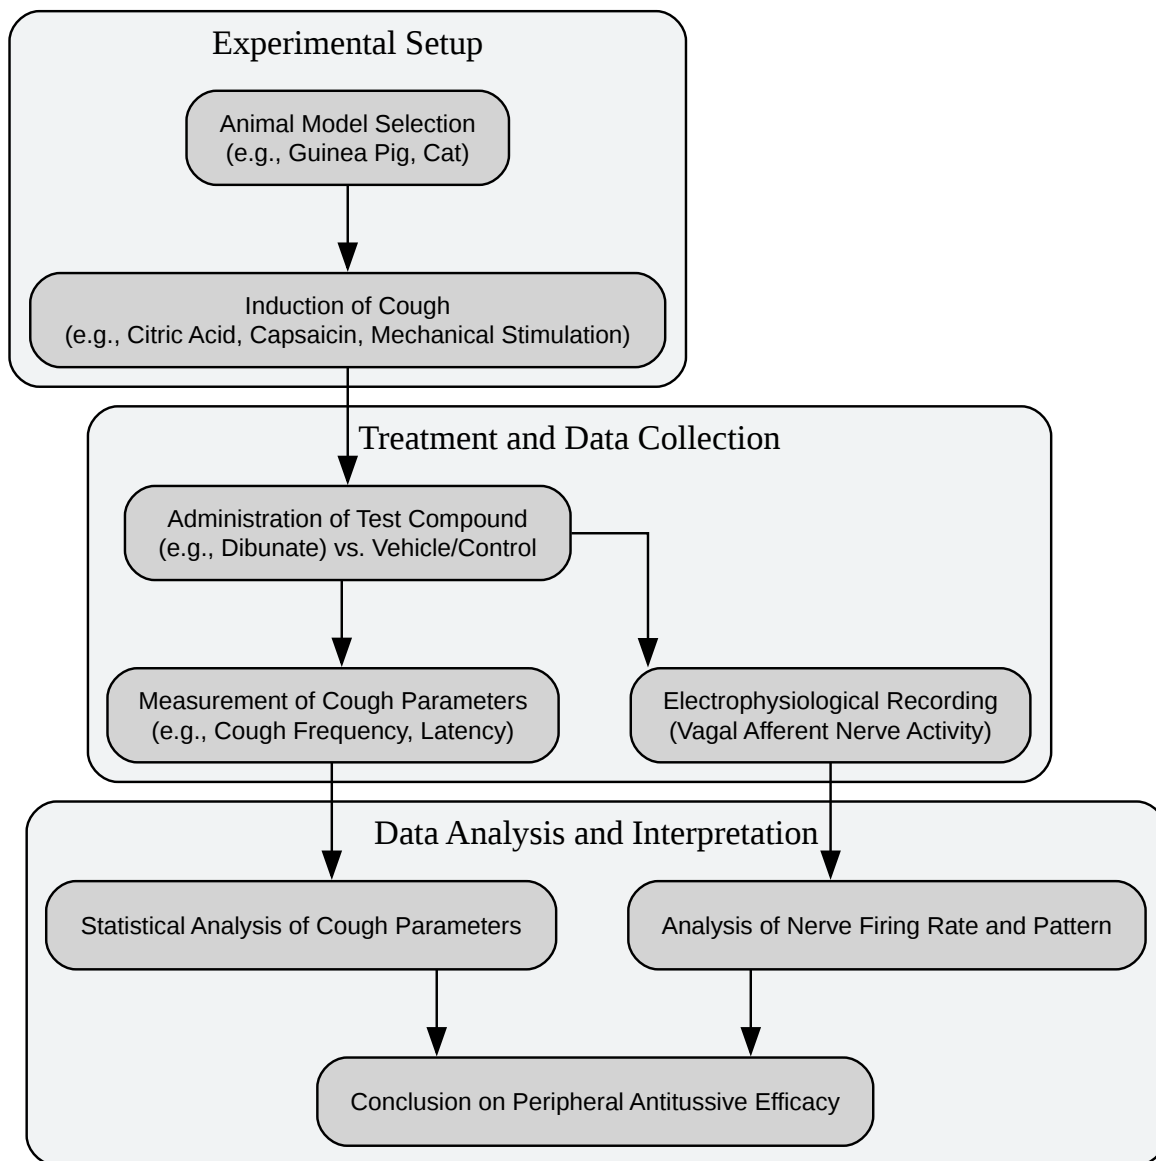 Experimental Setup
Animal Model Selection
(e.g., Guinea Pig, Cat)
Induction of Cough
(e.g., Citric Acid, Capsaicin, Mechanical Stimulation)
Treatment and Data Collection
Administration of Test Compound
(e.g., Dibunate) vs. Vehicle/Control
Measurement of Cough Parameters
(e.g., Cough Frequency, Latency)
Electrophysiological Recording
(Vagal Afferent Nerve Activity)
Data Analysis and Interpretation
Statistical Analysis of Cough Parameters
Analysis of Nerve Firing Rate and Pattern
Conclusion on Peripheral Antitussive Efficacy